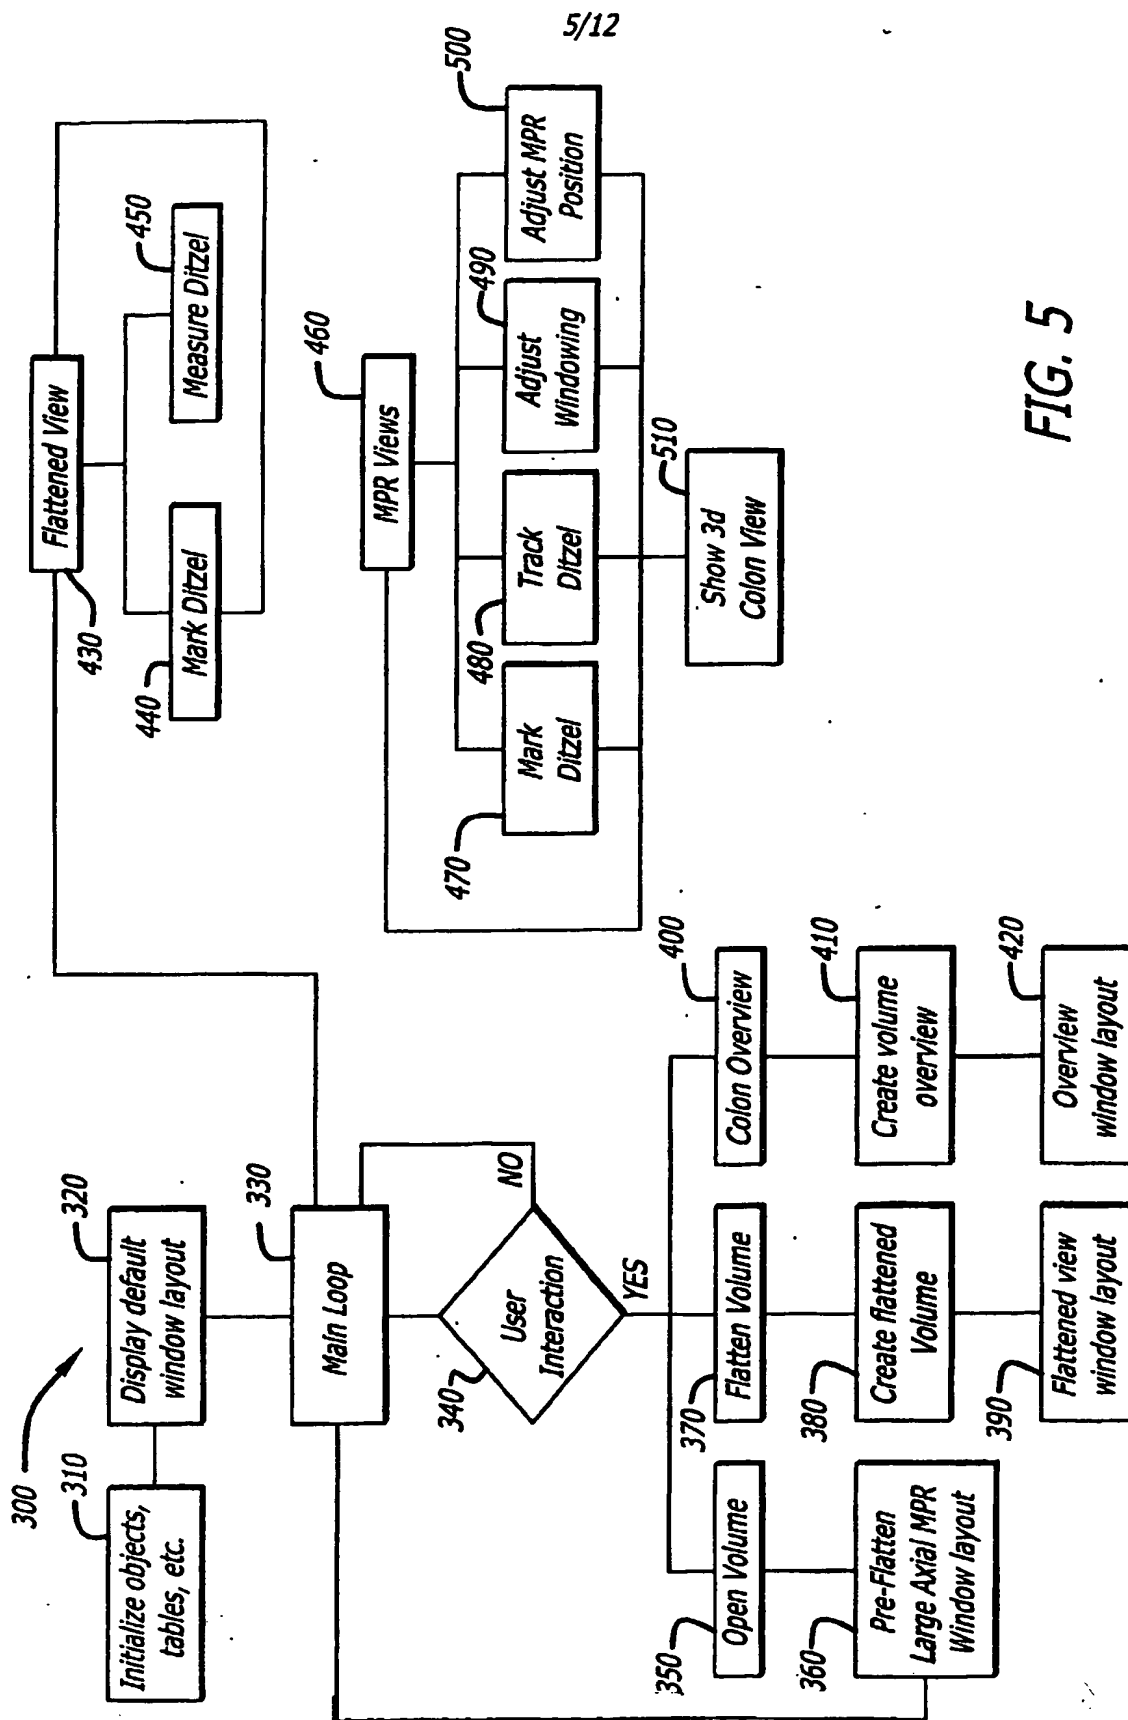 5/12
300
310
Initialize objects,
tables, etc.
320
Display default
window layout
330
Main Loop
340
User
Interaction
NO
YES
350
Open Volume
360
Pre-Flatten
Large Axial MPR
Window layout
370
Flatten Volume
380
Create flattened
Volume
390
Flattened view
window layout
400
Colon Overview
410
Create volume
overview
420
Overview
window layout
430
Flattened View
440
Mark Ditzel
450
Measure Ditzel
460
MPR Views
470
Mark
Ditzel
480
Track
Ditzel
490
Adjust
Windowing
500
Adjust MPR
Position
510
Show 3d
Colon View
FIG. 5